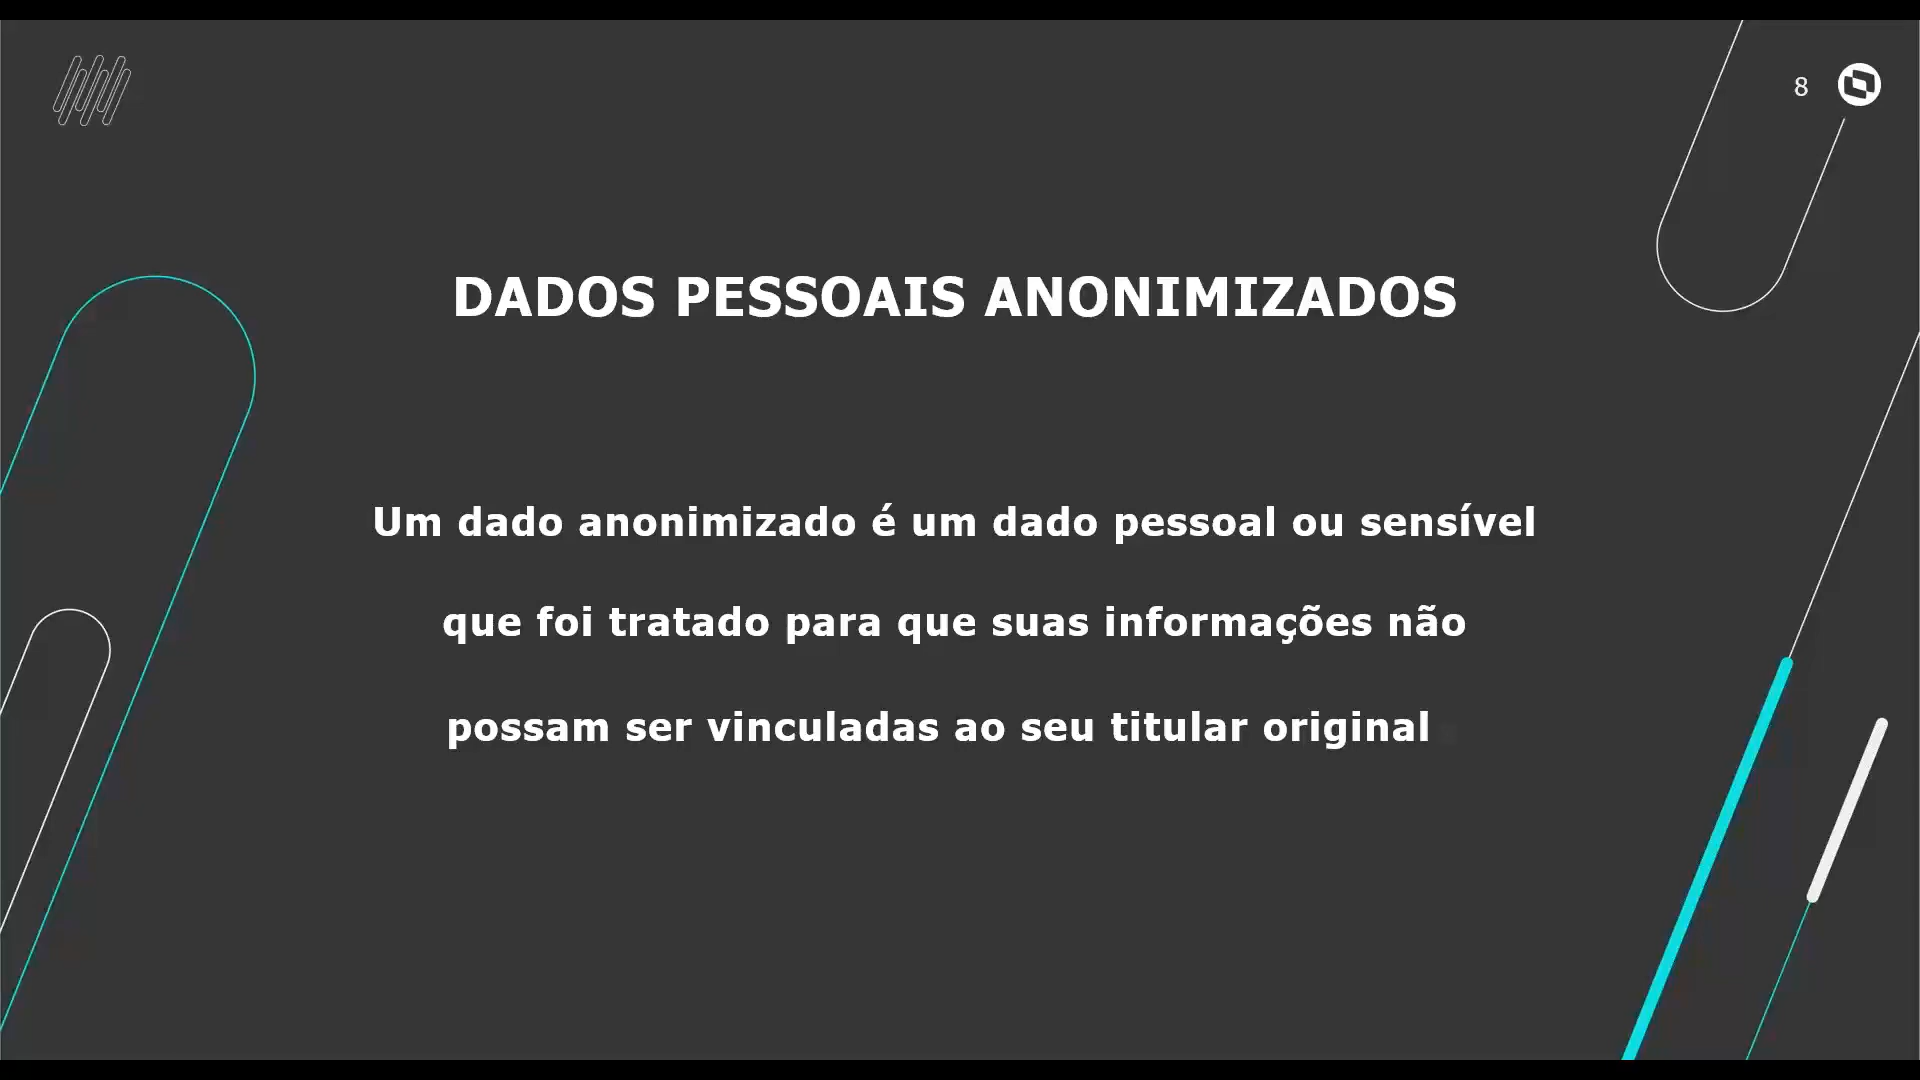 8
DADOS PESSOAIS ANONIMIZADOS
Um dado anonimizado é um dado pessoal ou sensível
que foi tratado para que suas informações não
possam ser vinculadas ao seu titular original